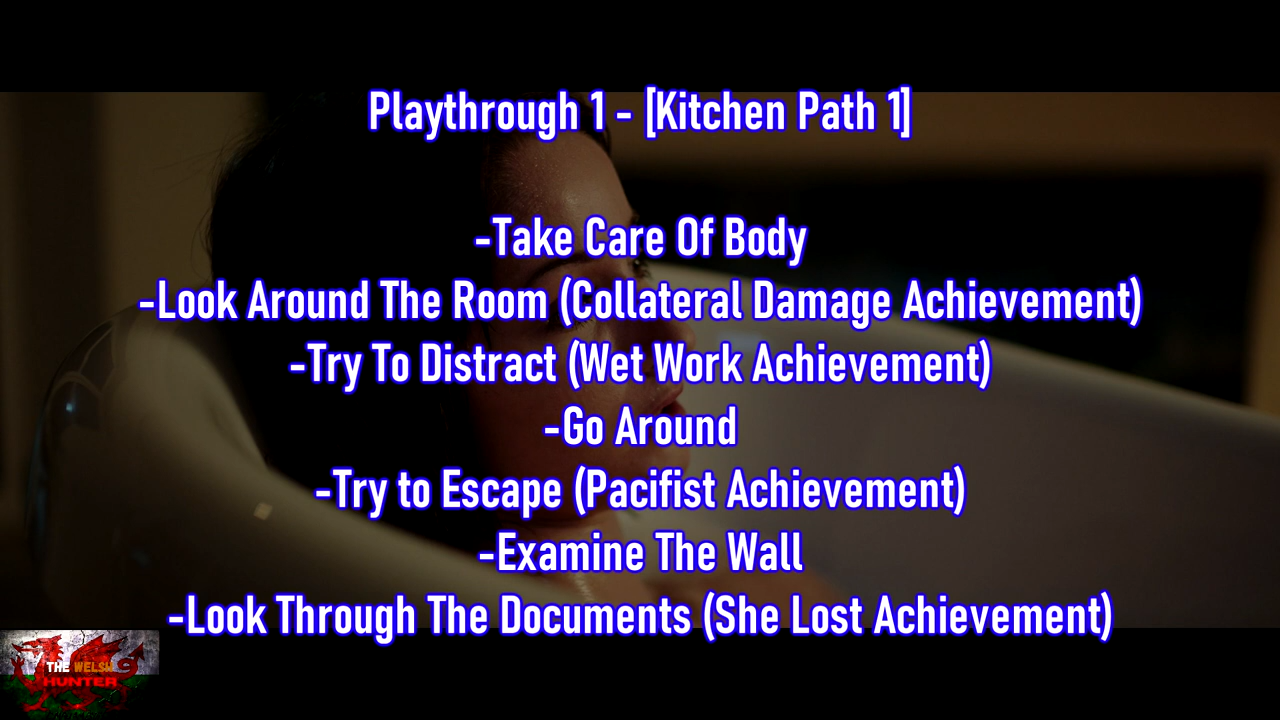 Playthrough 1 - [Kitchen Path 1]
-Take Care Of Body
-Look Around The Room (Collateral Damage Achievement)
-Try To Distract (Wet Work Achievement)
-Go Around
-Try to Escape (Pacifist Achievement)
-Examine The Wall
-Look Through The Documents (She Lost Achievement)
THE WELSH
HUNTER